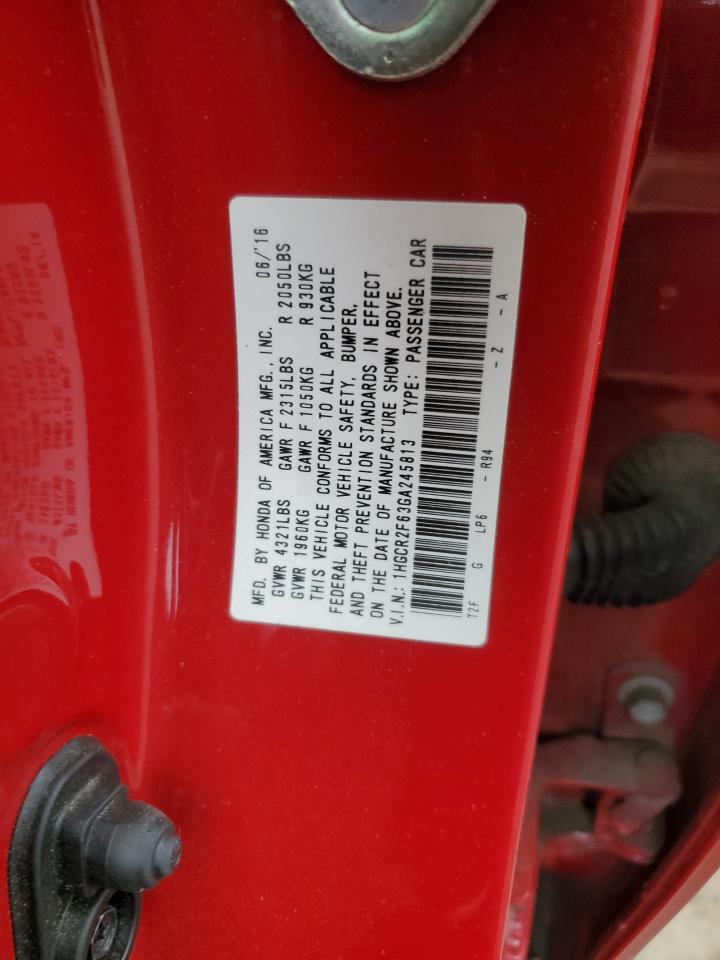 MFD. BY HONDA OF AMERICA MFG., INC. 06/'16
GVWR 4321LBS GAWR F 2315LBS R 2050LBS
GVWR 1960KG GAWR F 1050KG R 930KG
THIS VEHICLE CONFORMS TO ALL APPLICABLE
FEDERAL MOTOR VEHICLE SAFETY, BUMPER,
AND THEFT PREVENTION STANDARDS IN EFFECT
ON THE DATE OF MANUFACTURE SHOWN ABOVE.
V.I.N.: 1HGCR2F63GA245813 TYPE: PASSENGER CAR
T2F G LP6 - R94 - Z - A